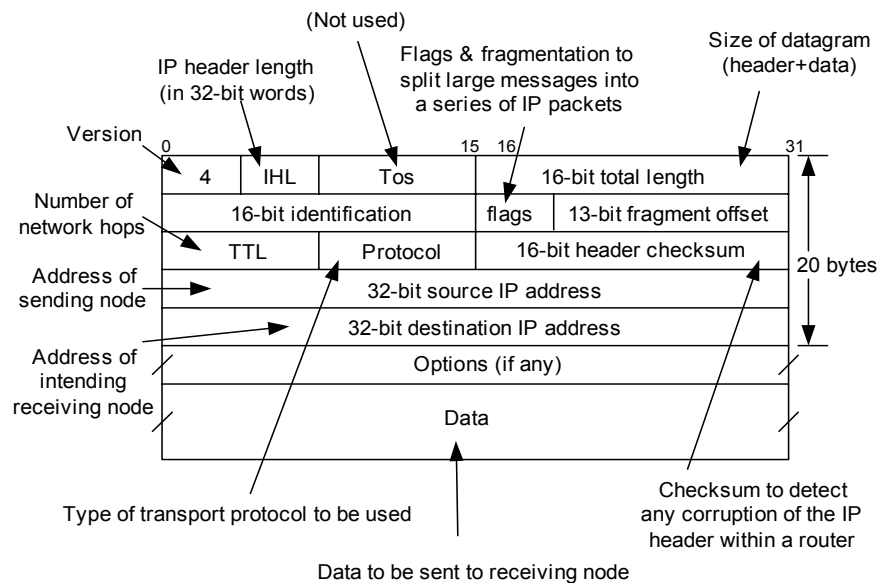 (Not used)
Flags & fragmentation to
split large messages into
a series of IP packets
Size of datagram
(header+data)
IP header length
(in 32-bit words)
Version
0
15
16
31
4
IHL
Tos
16-bit total length
Number of
network hops
16-bit identification
flags
13-bit fragment offset
TTL
Protocol
16-bit header checksum
20 bytes
Address of
sending node
32-bit source IP address
32-bit destination IP address
Address of
intending
receiving node
Options (if any)
Data
Type of transport protocol to be used
Checksum to detect
any corruption of the IP
header within a router
Data to be sent to receiving node